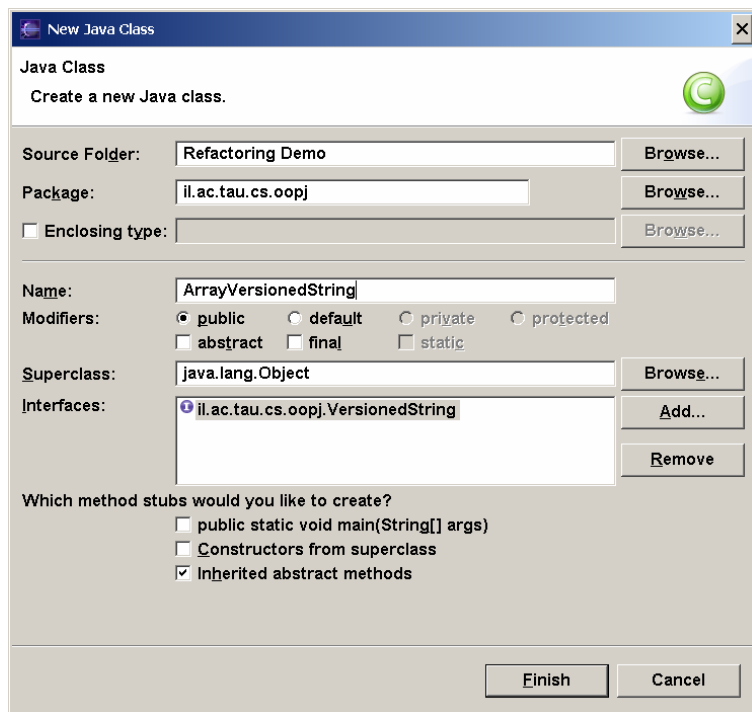 New Java Class
Java Class
Create a new Java class.
Source Folder: Refactoring Demo Browse...
Package: il.ac.tau.cs.oopj Browse...
Enclosing type: Browse...
Name: ArrayVersionedString
Modifiers: public default private protected
abstract final static
Superclass: java.lang.Object Browse...
Interfaces: il.ac.tau.cs.oopj.VersionedString Add...
Remove
Which method stubs would you like to create?
public static void main(String[] args)
Constructors from superclass
Inherited abstract methods
Finish Cancel